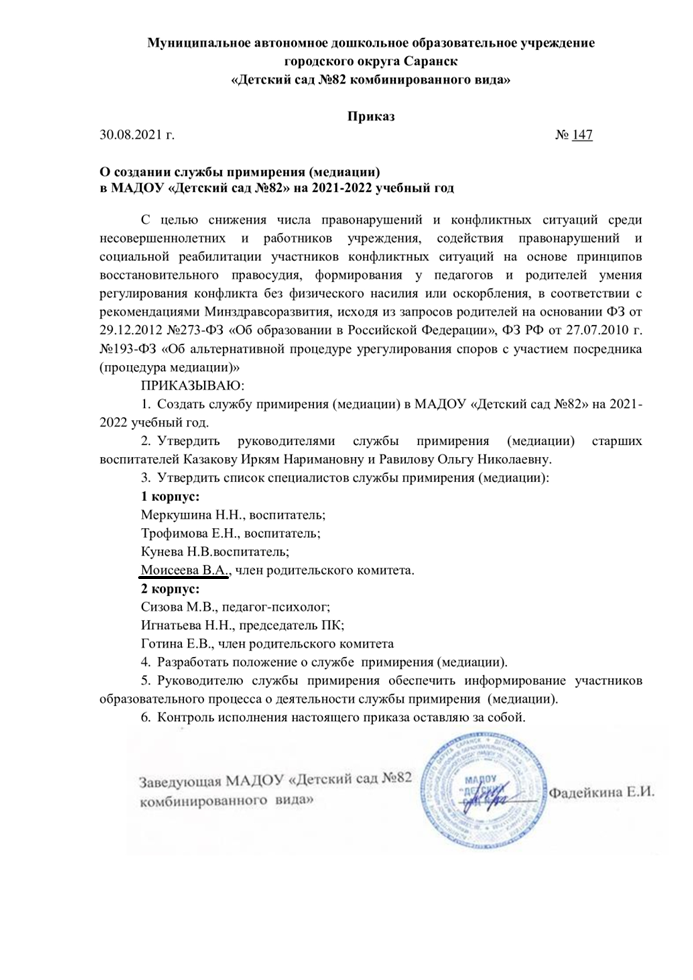 Муниципальное автономное дошкольное образовательное учреждение
городского округа Саранск
«Детский сад №82 комбинированного вида»
Приказ
30.08.2021 г. № 147
О создании службы примирения (медиации)
в МАДОУ «Детский сад №82» на 2021-2022 учебный год
С целью снижения числа правонарушений и конфликтных ситуаций среди
несовершеннолетних и работников учреждения, содействия правонарушений и
социальной реабилитации участников конфликтных ситуаций на основе принципов
восстановительного правосудия, формирования у педагогов и родителей умения
регулирования конфликта без физического насилия или оскорбления, в соответствии с
рекомендациями Минздравсоразвития, исходя из запросов родителей на основании ФЗ от
29.12.2012 №273-ФЗ «Об образовании в Российской Федерации», ФЗ РФ от 27.07.2010 г.
№193-ФЗ «Об альтернативной процедуре урегулирования споров с участием посредника
(процедура медиации)»
ПРИКАЗЫВАЮ:
1. Создать службу примирения (медиации) в МАДОУ «Детский сад №82» на 2021-
2022 учебный год.
2. Утвердить руководителями службы примирения (медиации) старших
воспитателей Казакову Иркям Наримановну и Равилову Ольгу Николаевну.
3. Утвердить список специалистов службы примирения (медиации):
1 корпус:
Меркушина Н.Н., воспитатель;
Трофимова Е.Н., воспитатель;
Кунева Н.В.воспитатель;
Моисеева В.А., член родительского комитета.
2 корпус:
Сизова М.В., педагог-психолог;
Игнатьева Н.Н., председатель ПК;
Готина Е.В., член родительского комитета
4. Разработать положение о службе примирения (медиации).
5. Руководителю службы примирения обеспечить информирование участников
образовательного процесса о деятельности службы примирения (медиации).
6. Контроль исполнения настоящего приказа оставляю за собой.
Заведующая МАДОУ «Детский сад №82
комбинированного вида»
МАДОУ
"ДЕТСКИЙ
Фадейкина Е.И.